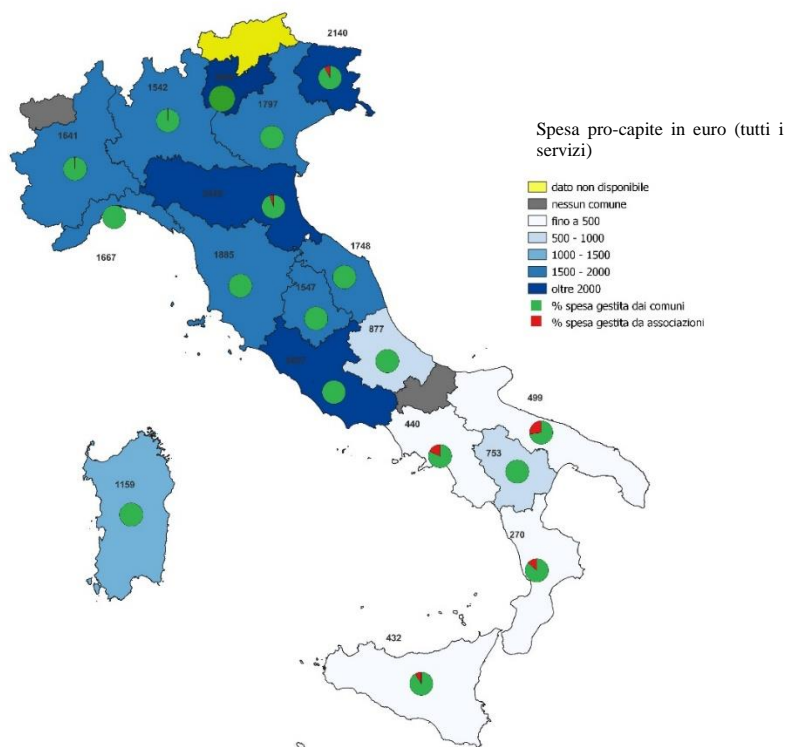 2140
1542
1797
1641
Spesa pro-capite in euro (tutti i
servizi)
dato non disponibile
nessun comune
fino a 500
500 - 1000
1000 - 1500
1500 - 2000
oltre 2000
% spesa gestita dai comuni
% spesa gestita da associazioni
1667
1885
1748
1547
877
499
440
753
1159
270
432